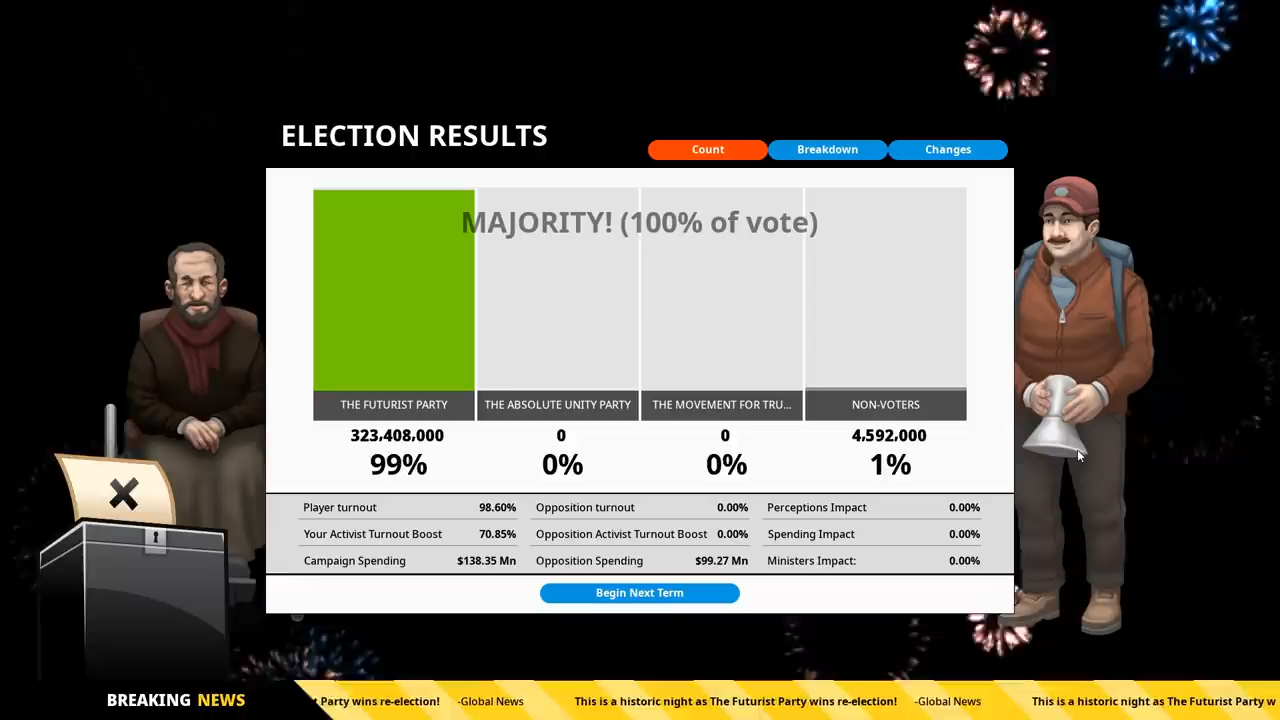 ELECTION RESULTS
Count
Breakdown
Changes
MAJORITY! (100% of vote)
THE FUTURIST PARTY
THE ABSOLUTE UNITY PARTY
THE MOVEMENT FOR TRU...
NON-VOTERS
323,408,000
0
0
4,592,000
99%
0%
0%
1%
Player turnout 98.60%
Opposition turnout 0.00%
Perceptions Impact 0.00%
Your Activist Turnout Boost 70.85%
Opposition Activist Turnout Boost 0.00%
Spending Impact 0.00%
Campaign Spending $138.35 Mn
Opposition Spending $99.27 Mn
Ministers Impact: 0.00%
Begin Next Term
BREAKING NEWS
t Party wins re-election! -Global News This is a historic night as The Futurist Party wins re-election! -Global News This is a historic night as The Futurist Party w